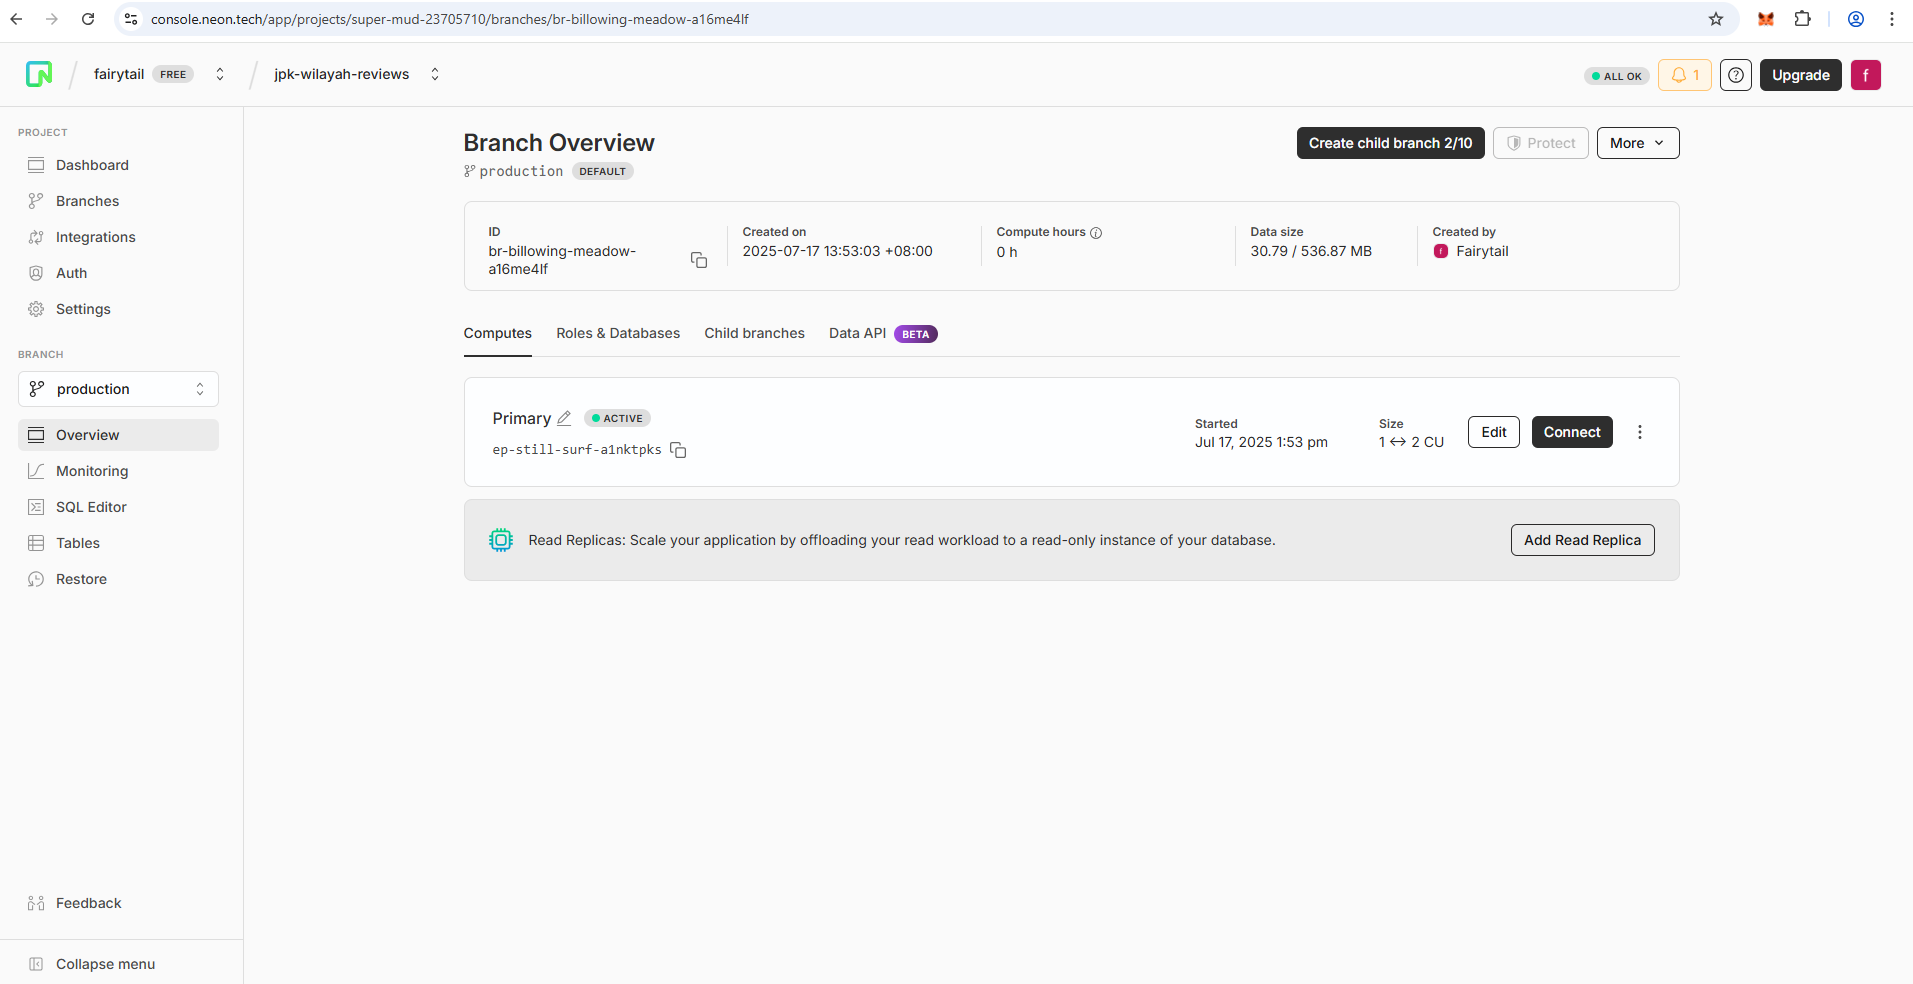 console.neon.tech/app/projects/super-mud-23705710/branches/br-billowing-meadow-a16me4lf
fairytail FREE jpk-wilayah-reviews ALL OK 1 Upgrade f
PROJECT
Dashboard
Branches
Integrations
Auth
Settings
BRANCH
production
Overview
Monitoring
SQL Editor
Tables
Restore
Feedback
Collapse menu
Branch Overview
production DEFAULT
Create child branch 2/10 Protect More
ID
br-billowing-meadow-
a16me4lf
Created on
2025-07-17 13:53:03 +08:00
Compute hours
0 h
Data size
30.79 / 536.87 MB
Created by
f Fairytail
Computes Roles & Databases Child branches Data API BETA
Primary ACTIVE
ep-still-surf-a1nktpks
Started
Jul 17, 2025 1:53 pm
Size
1 ↔ 2 CU
Edit Connect
Read Replicas: Scale your application by offloading your read workload to a read-only instance of your database.
Add Read Replica